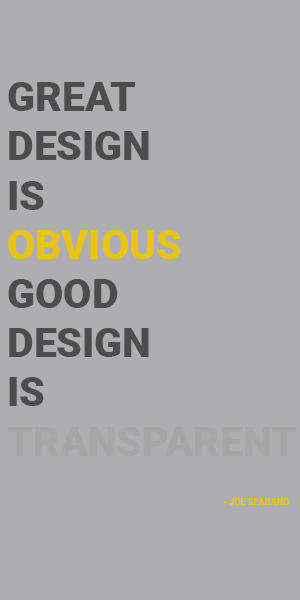 GREAT
DESIGN
IS
OBVIOUS
GOOD
DESIGN
IS
TRANSPARENT
- JOE SPARANO